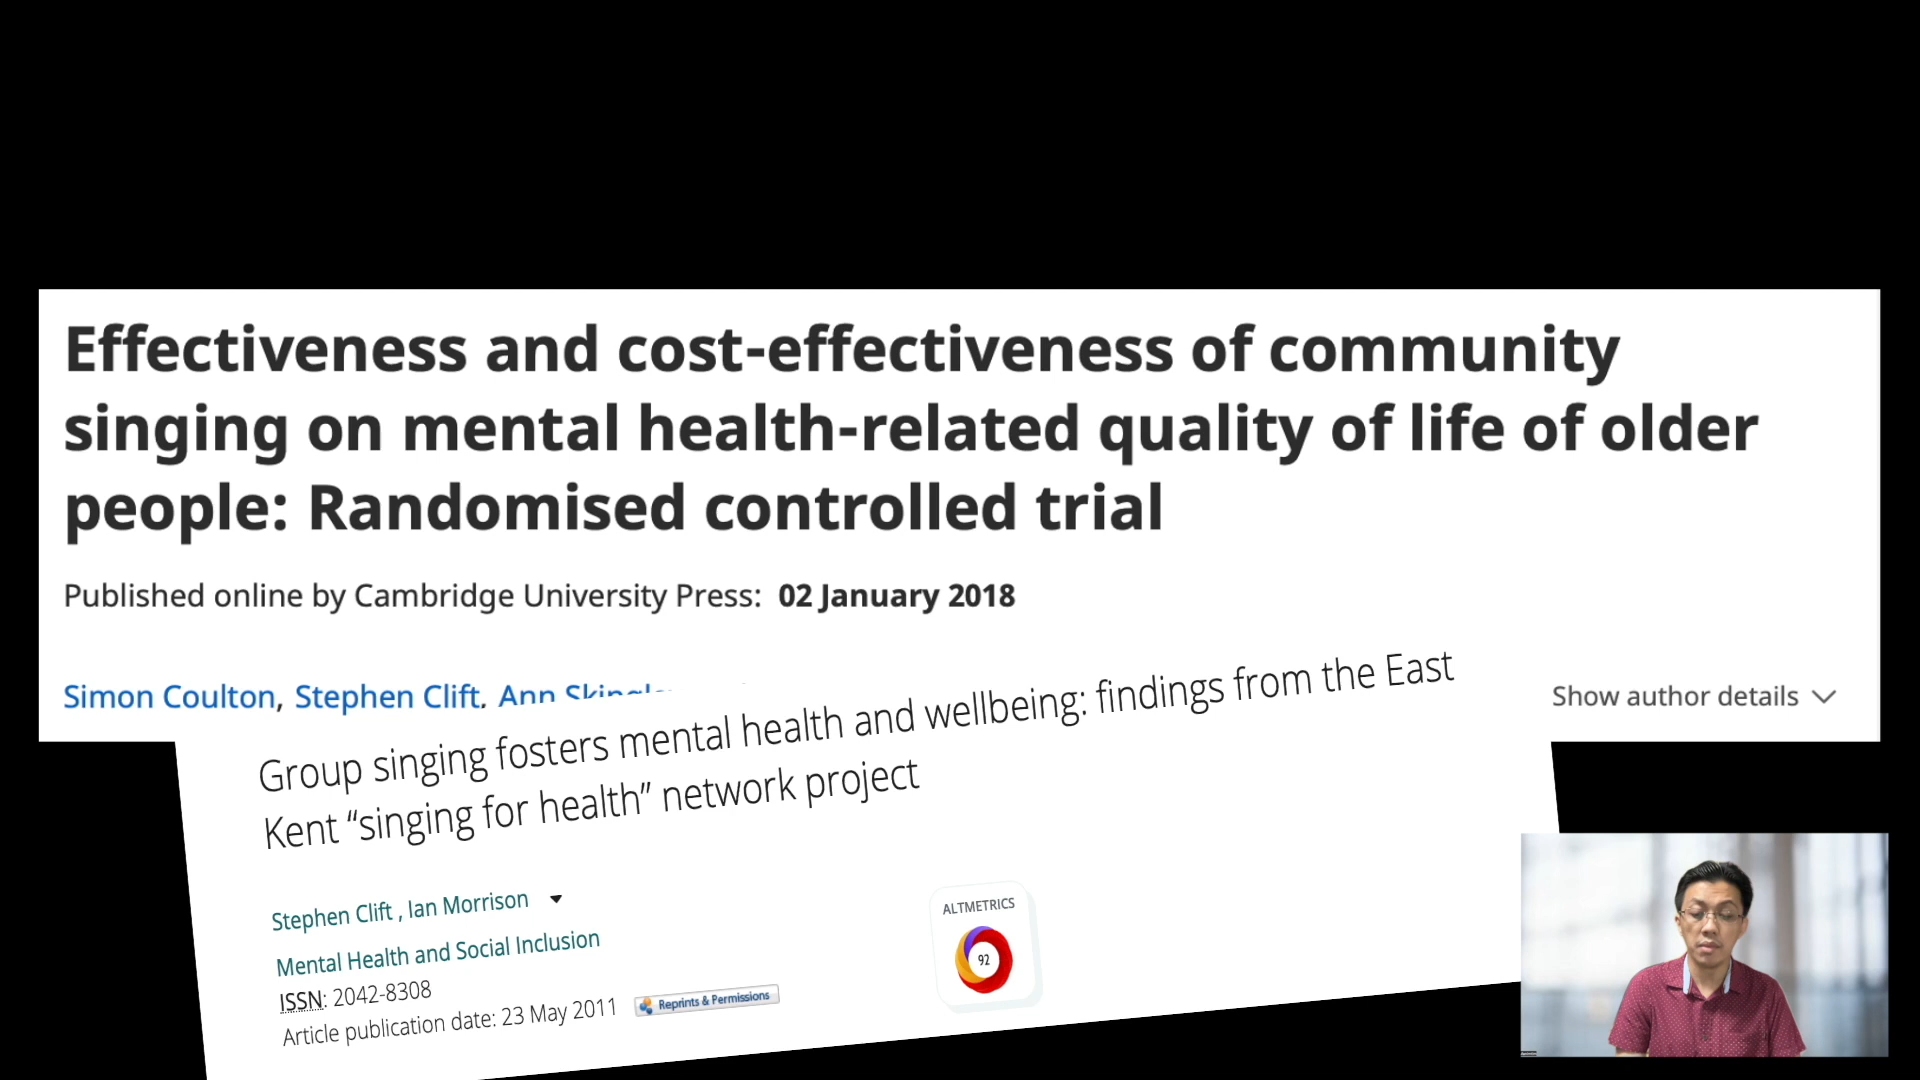 Effectiveness and cost-effectiveness of community
singing on mental health-related quality of life of older
people: Randomised controlled trial
Published online by Cambridge University Press: 02 January 2018
Simon Coulton, Stephen Clift, Ann
Show author details
Group singing fosters mental health and wellbeing: findings from the East
Kent “singing for health” network project
Stephen Clift , Ian Morrison
Mental Health and Social Inclusion
ISSN: 2042-8308
Article publication date: 23 May 2011
Reprints & Permissions
ALTMETRICS
92